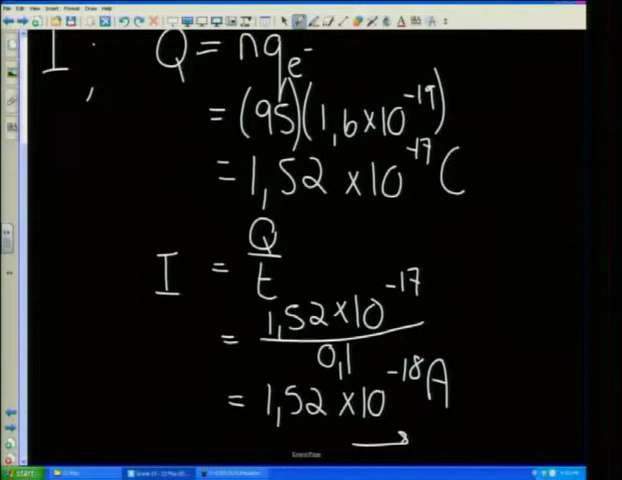 I; Q = nqe-
= (95)(1,6×10^-19)
= 1,52 ×10^-17 C
I = Q/t
= 1,52×10^-17 / 0,1
= 1,52 ×10^-18 A
start